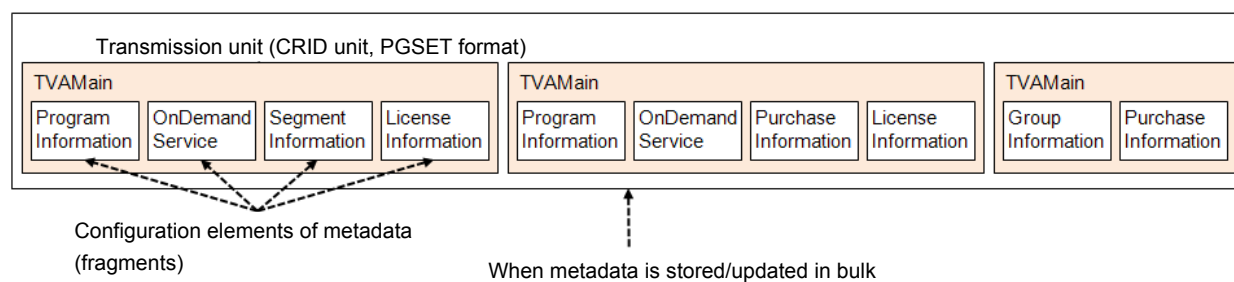 Transmission unit (CRID unit, PGSET format)
TVAMain
Program
Information
OnDemand
Service
Segment
Information
License
Information
TVAMain
Program
Information
OnDemand
Service
Purchase
Information
License
Information
TVAMain
Group
Information
Purchase
Information
Configuration elements of metadata
(fragments)
When metadata is stored/updated in bulk